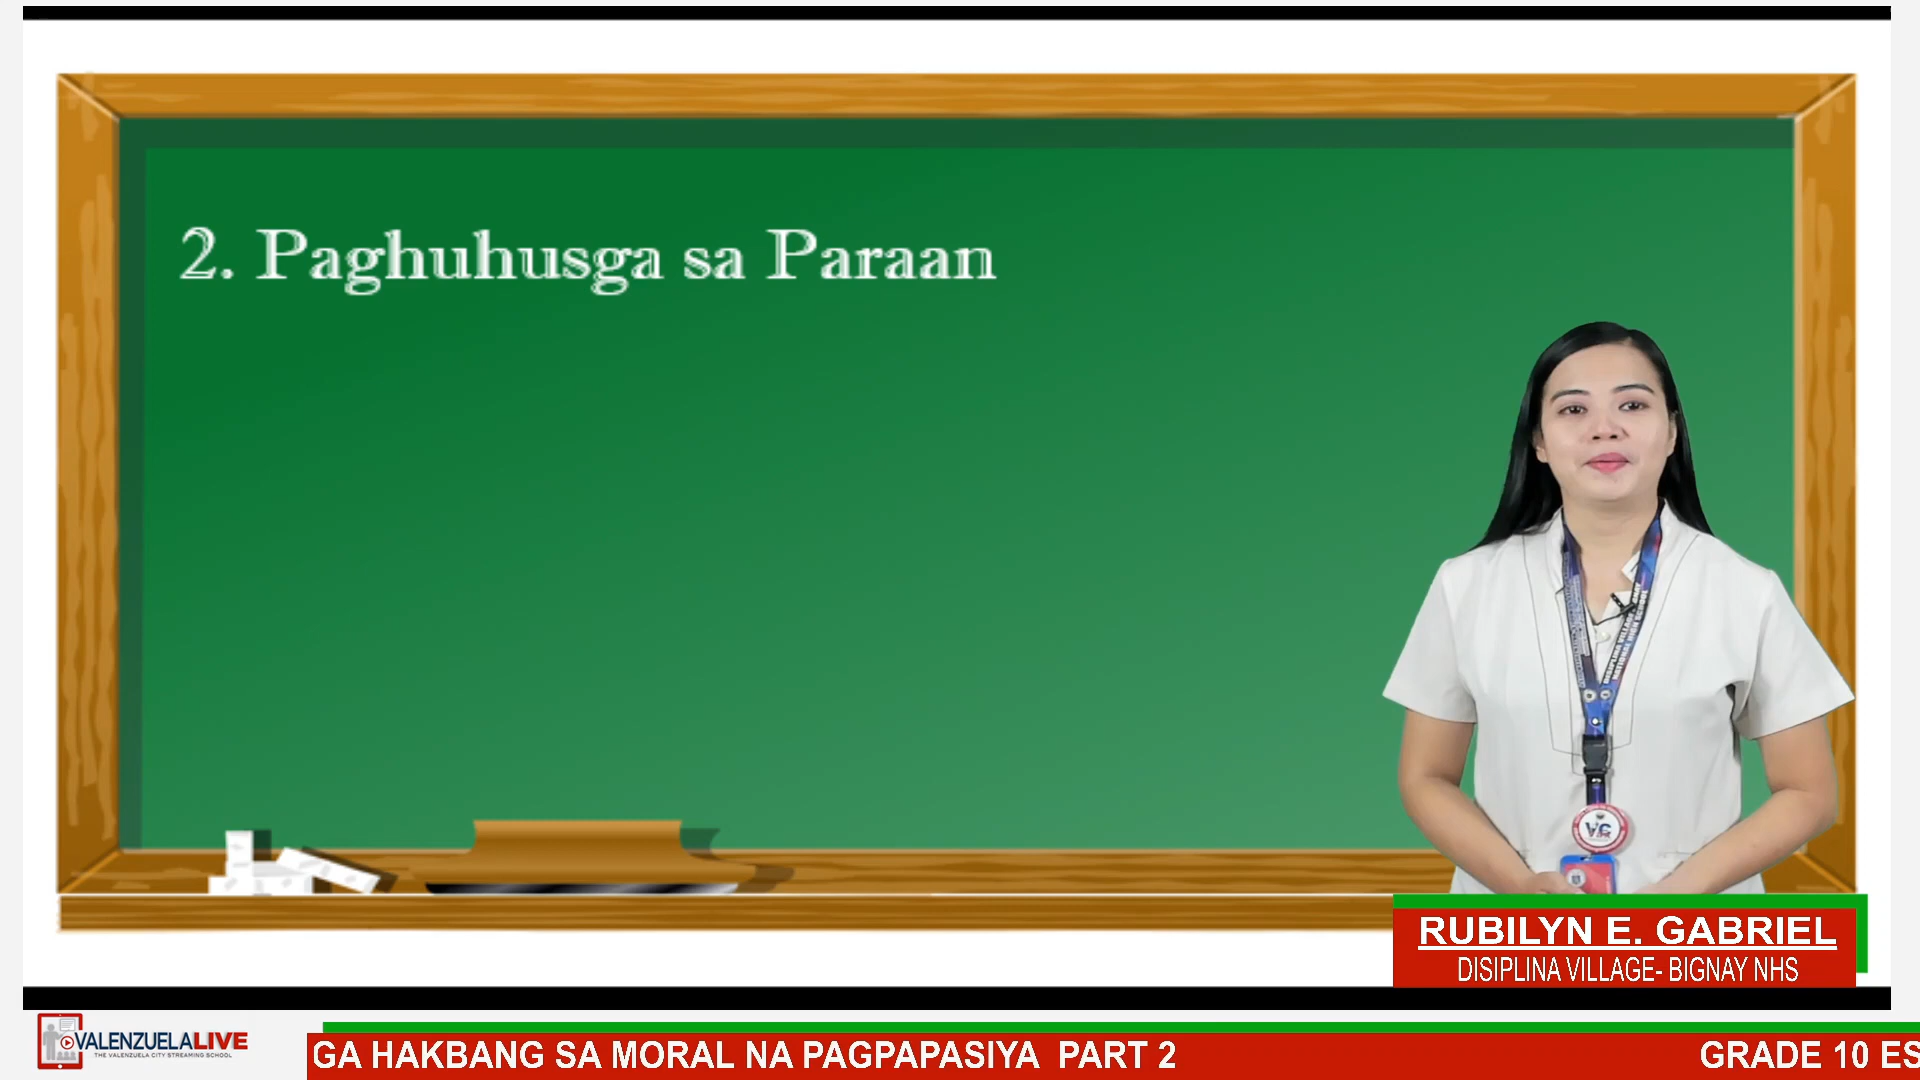 2. Paghuhusga sa Paraan
RUBILYN E. GABRIEL
DISIPLINA VILLAGE- BIGNAY NHS
VALENZUELALIVE
THE VALENZUELA CITY STREAMING SCHOOL
GA HAKBANG SA MORAL NA PAGPAPASIYA PART 2
GRADE 10 ES